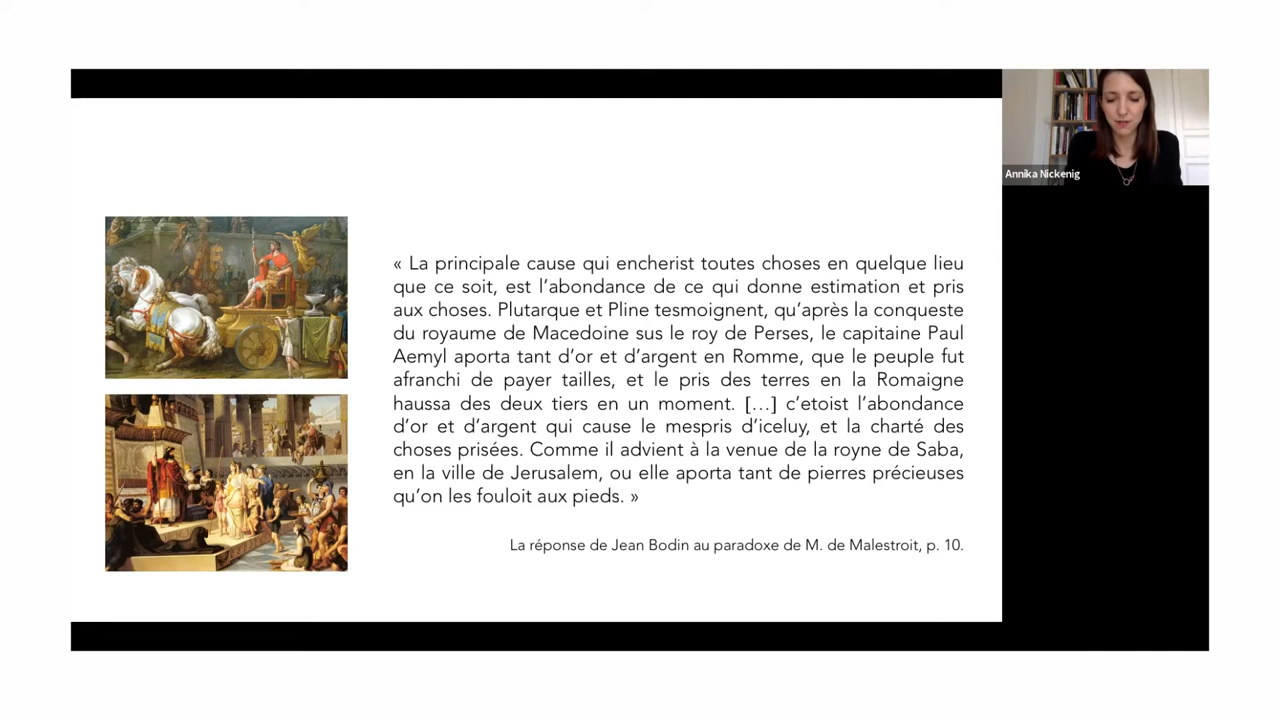 Annika Nickenig
« La principale cause qui encherist toutes choses en quelque lieu
que ce soit, est l’abondance de ce qui donne estimation et pris
aux choses. Plutarque et Pline tesmoignent, qu’après la conqueste
du royaume de Macedoine sus le roy de Perses, le capitaine Paul
Aemyl aporta tant d’or et d’argent en Romme, que le peuple fut
afranchi de payer tailles, et le pris des terres en la Romaigne
haussa des deux tiers en un moment. […] c’etoist l’abondance
d’or et d’argent qui cause le mespris d’iceluy, et la charté des
choses prisées. Comme il advient à la venue de la royne de Saba,
en la ville de Jerusalem, ou elle aporta tant de pierres précieuses
qu’on les fouloit aux pieds. »
La réponse de Jean Bodin au paradoxe de M. de Malestroit, p. 10.